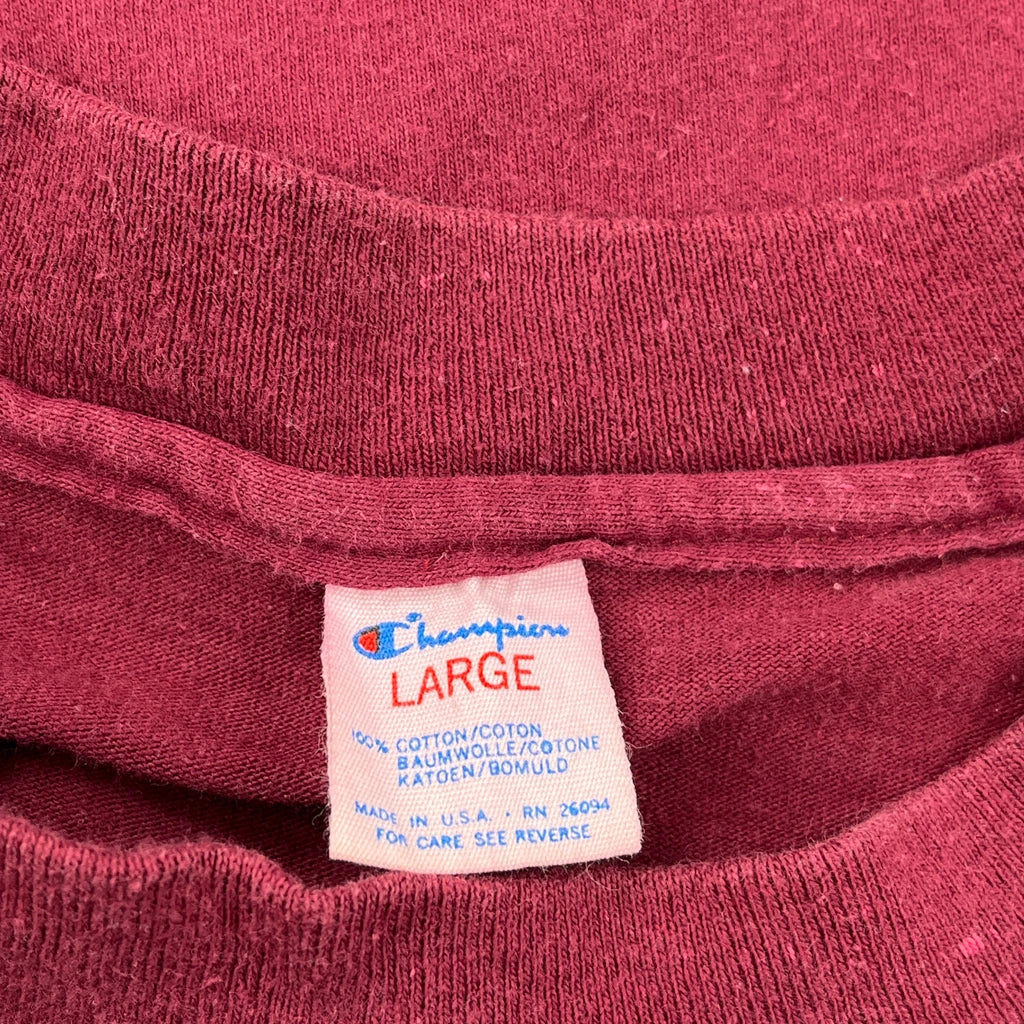 Champion
LARGE
100% COTTON/COTON
BAUMWOLLE/COTONE
KATOEN/BOMULD
MADE IN U.S.A. • RN 26094
FOR CARE SEE REVERSE